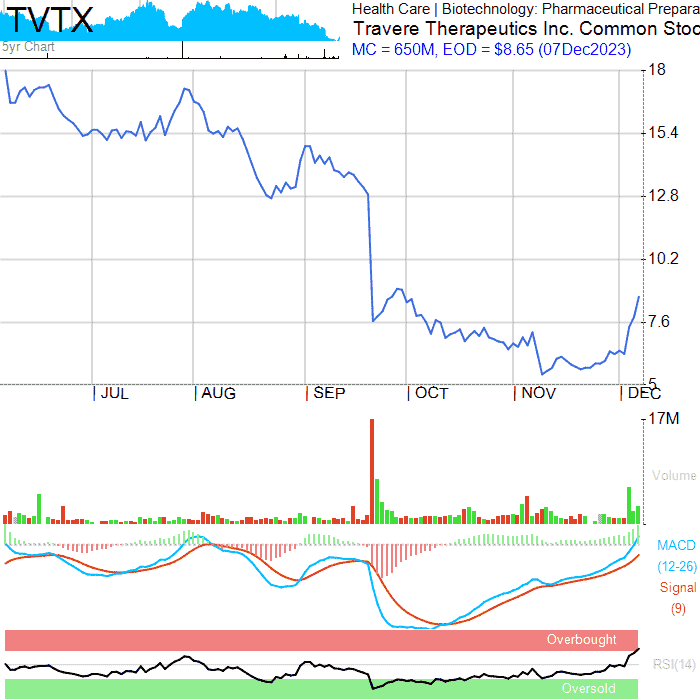 TVTX
5yr Chart
Health Care | Biotechnology: Pharmaceutical Prepara
Travere Therapeutics Inc. Common Stoc
MC = 650M, EOD = $8.65 (07Dec2023)
18
15.4
12.8
10.2
7.6
5
JUL AUG SEP OCT NOV DEC
17M
Volume
MACD
(12-26)
Signal
(9)
Overbought
RSI(14)
Oversold